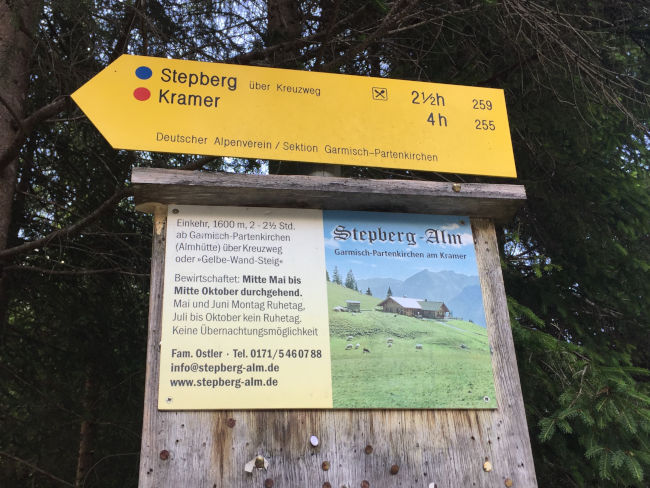 Stepberg über Kreuzweg 2½h 259
Kramer 4h 255
Deutscher Alpenverein / Sektion Garmisch-Partenkirchen
Einkehr, 1600 m, 2 - 2½ Std.
ab Garmisch-Partenkirchen
(Almhütte) über Kreuzweg
oder »Gelbe-Wand-Steig«
Bewirtschaftet: Mitte Mai bis
Mitte Oktober durchgehend.
Mai und Juni Montag Ruhetag,
Juli bis Oktober kein Ruhetag.
Keine Übernachtungsmöglichkeit
Fam. Ostler · Tel. 0171/5460788
info@stepberg-alm.de
www.stepberg-alm.de
Stepberg-Alm
Garmisch-Partenkirchen am Kramer